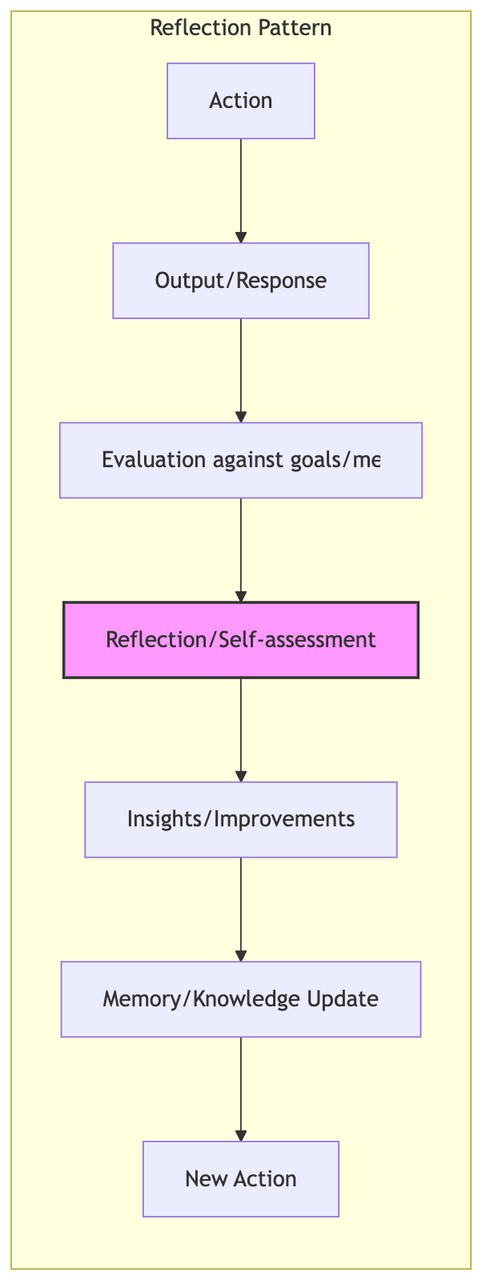 Reflection Pattern
Action
Output/Response
Evaluation against goals/me
Reflection/Self-assessment
Insights/Improvements
Memory/Knowledge Update
New Action